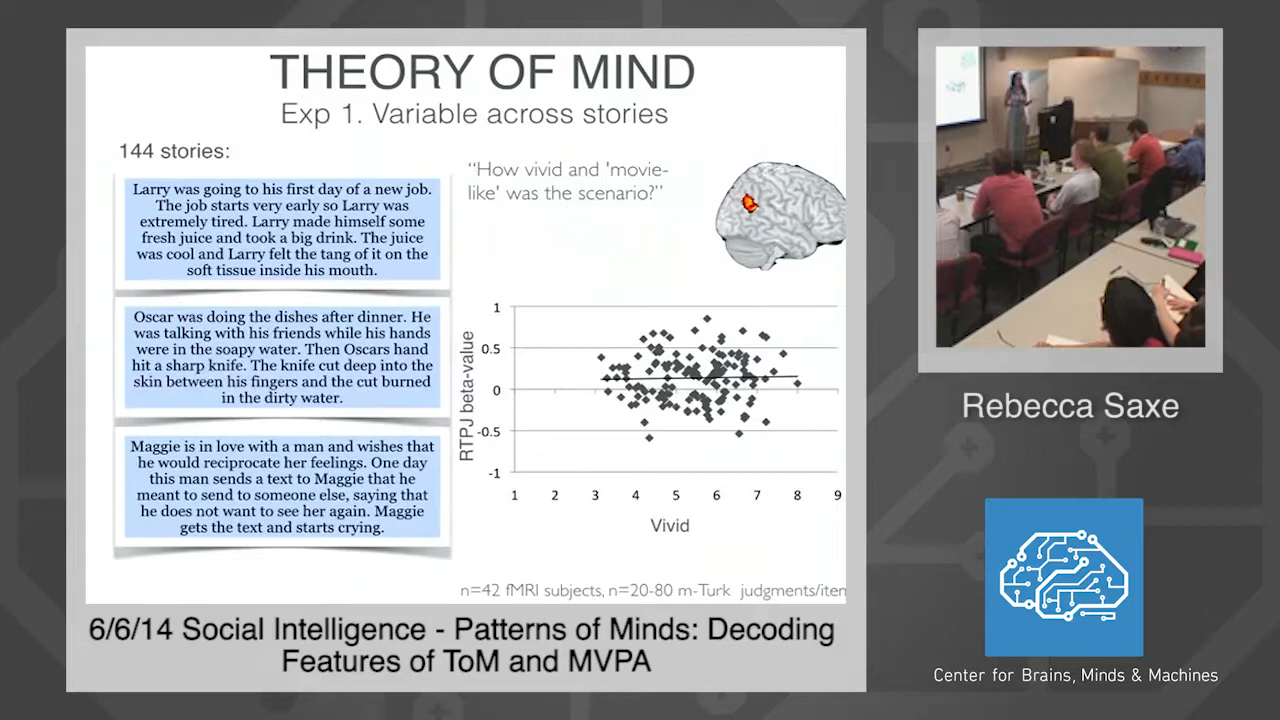 THEORY OF MIND
Exp 1. Variable across stories
144 stories:
Larry was going to his first day of a new job.
The job starts very early so Larry was
extremely tired. Larry made himself some
fresh juice and took a big drink. The juice
was cool and Larry felt the tang of it on the
soft tissue inside his mouth.
Oscar was doing the dishes after dinner. He
was talking with his friends while his hands
were in the soapy water. Then Oscars hand
hit a sharp knife. The knife cut deep into the
skin between his fingers and the cut burned
in the dirty water.
Maggie is in love with a man and wishes that
he would reciprocate her feelings. One day
this man sends a text to Maggie that he
meant to send to someone else, saying that
he does not want to see her again. Maggie
gets the text and starts crying.
"How vivid and 'movie-
like' was the scenario?"
RTPJ beta-value
1
0.5
0
-0.5
-1
1 2 3 4 5 6 7 8 9
Vivid
n=42 fMRI subjects, n=20-80 m-Turk judgments/item
6/6/14 Social Intelligence - Patterns of Minds: Decoding
Features of ToM and MVPA
Rebecca Saxe
Center for Brains, Minds & Machines